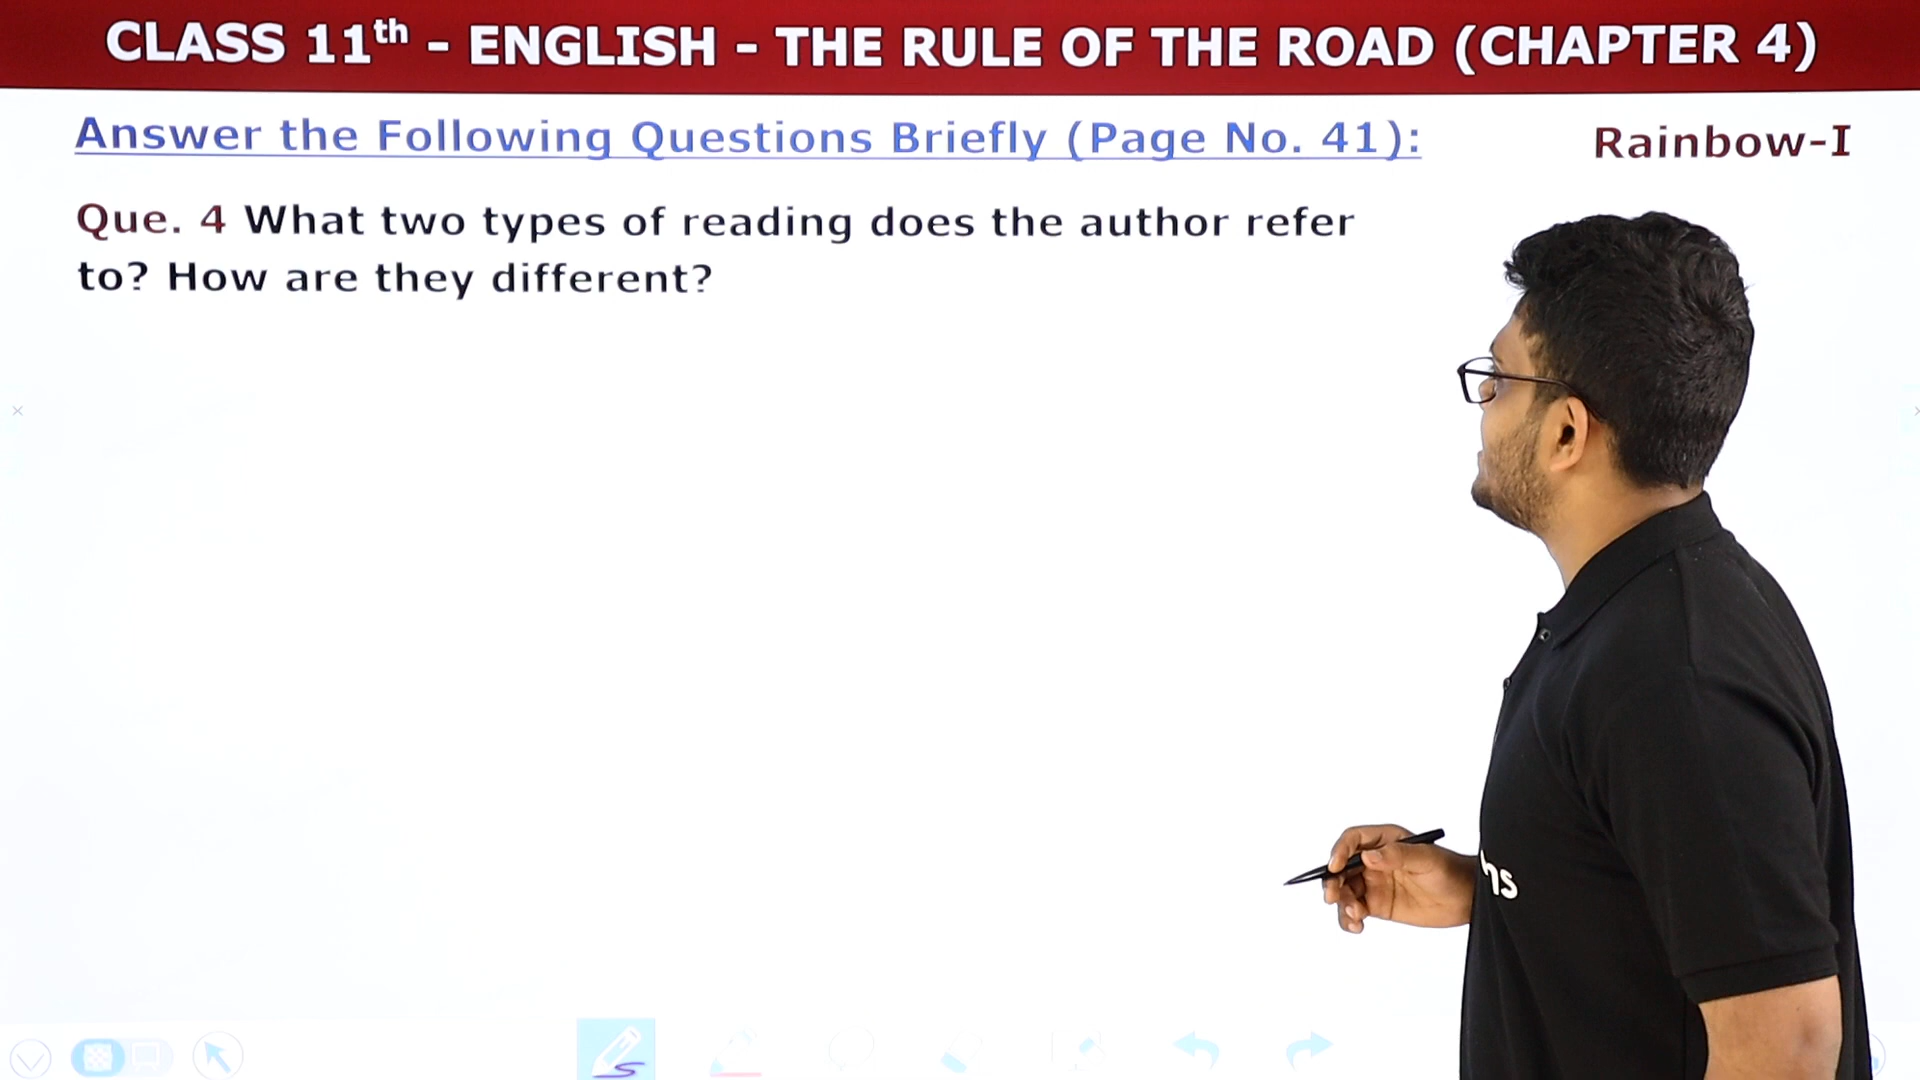 CLASS 11th - ENGLISH - THE RULE OF THE ROAD (CHAPTER 4)
Answer the Following Questions Briefly (Page No. 41):
Rainbow-I
Que. 4 What two types of reading does the author refer
to? How are they different?